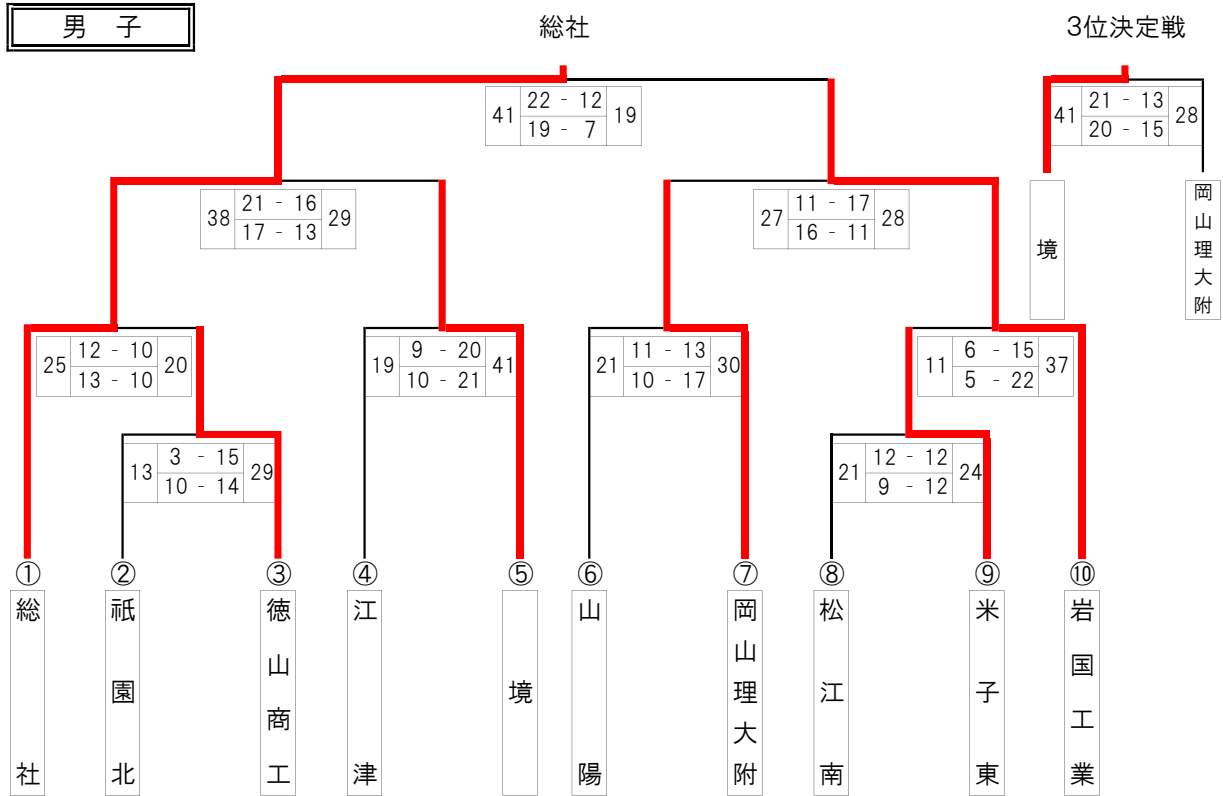 男 子
総社
3位決定戦
41 22 - 12 19
19 - 7
41 21 - 13 28
20 - 15
境
岡山理大附
38 21 - 16 29
17 - 13
27 11 - 17 28
16 - 11
25 12 - 10 20
13 - 10
19 9 - 20 41
10 - 21
21 11 - 13 30
10 - 17
11 6 - 15 37
5 - 22
13 3 - 15 29
10 - 14
21 12 - 12 24
9 - 12
① ② ③ ④ ⑤ ⑥ ⑦ ⑧ ⑨ ⑩
総社
祇園北
徳山商工
江津
境
山陽
岡山理大附
松江南
米子東
岩国工業